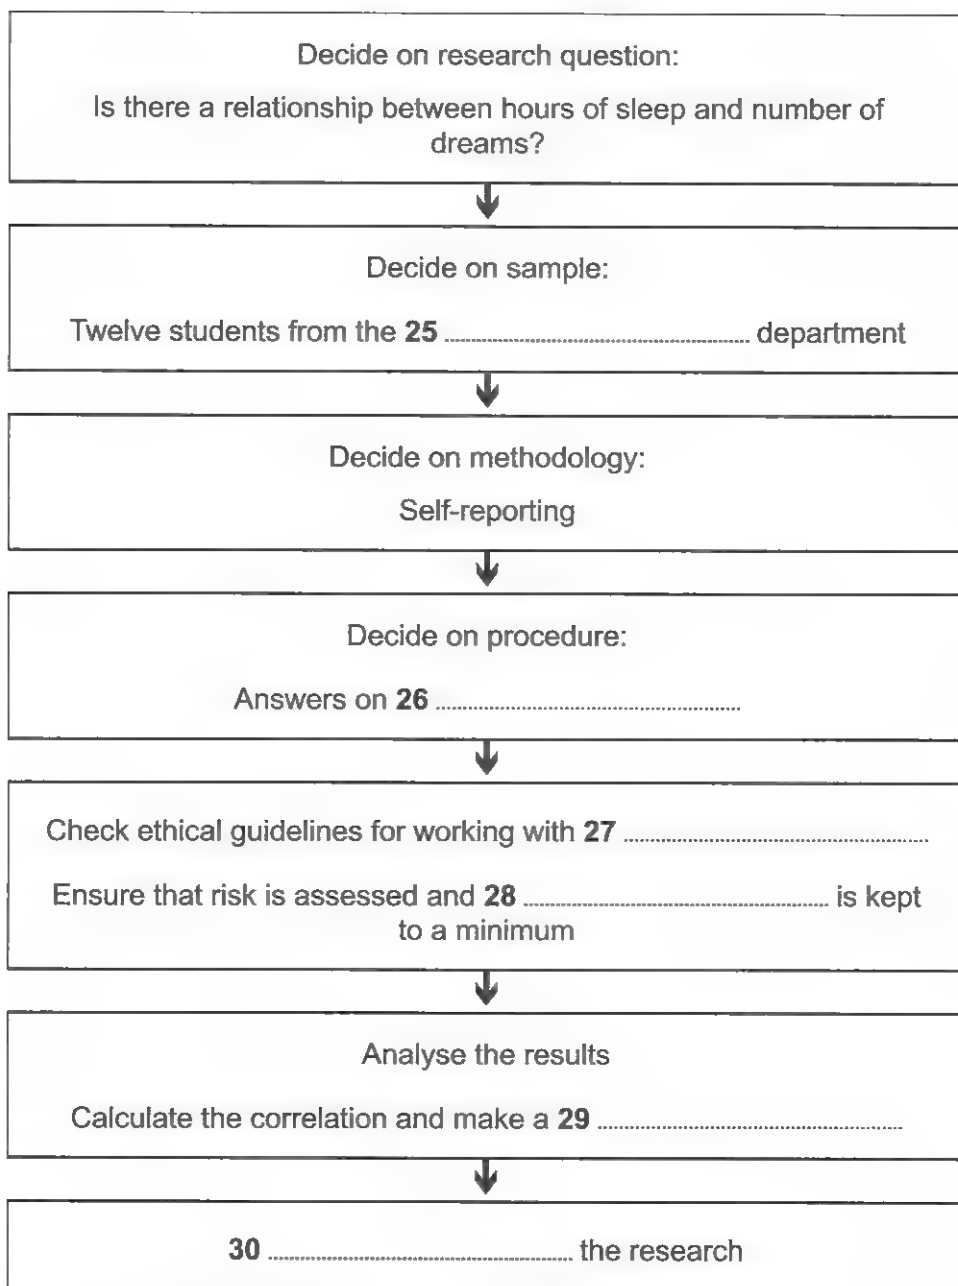 Decide on research question:
Is there a relationship between hours of sleep and number of
dreams?
Decide on sample:
Twelve students from the 25 .......................................................... department
Decide on methodology:
Self-reporting
Decide on procedure:
Answers on 26 ..........................................................
Check ethical guidelines for working with 27 ..........................................................
Ensure that risk is assessed and 28 .......................................................... is kept
to a minimum
Analyse the results
Calculate the correlation and make a 29 ..........................................................
30 .......................................................... the research